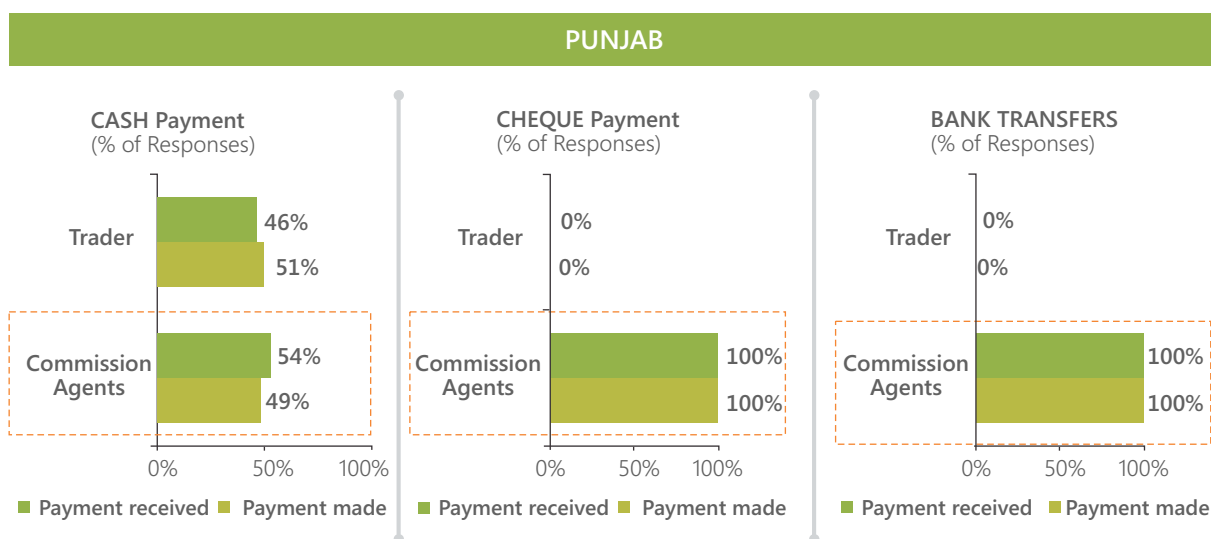 PUNJAB
CASH Payment
(% of Responses)
Trader
46%
51%
Commission
Agents
54%
49%
0% 50% 100%
Payment received Payment made
CHEQUE Payment
(% of Responses)
Trader
0%
0%
Commission
Agents
100%
100%
0% 50% 100%
Payment received Payment made
BANK TRANSFERS
(% of Responses)
Trader
0%
0%
Commission
Agents
100%
100%
0% 50% 100%
Payment received Payment made